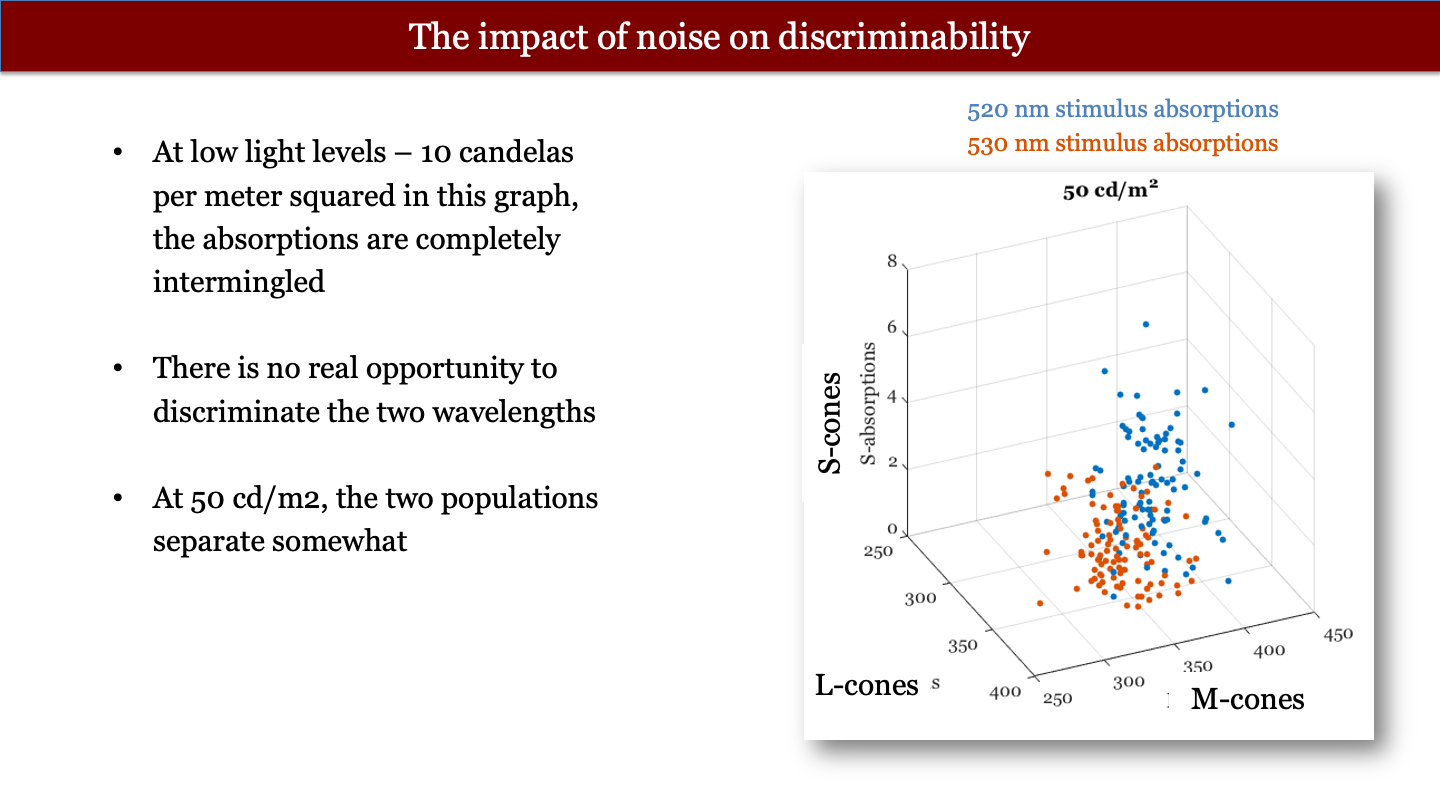 The impact of noise on discriminability
• At low light levels – 10 candelas
per meter squared in this graph,
the absorptions are completely
intermingled
• There is no real opportunity to
discriminate the two wavelengths
• At 50 cd/m2, the two populations
separate somewhat
520 nm stimulus absorptions
530 nm stimulus absorptions
50 cd/m²
8
6
4
2
0
S-cones
S-absorptions
250
300
350
400
L-cones s
250
300
350
400
450
M-cones